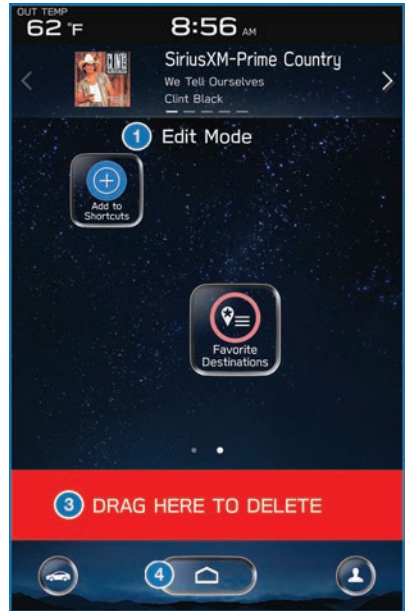 OUT TEMP
62 °F
8:56 AM
SiriusXM-Prime Country
We Tell Ourselves
Clint Black
1 Edit Mode
Add to
Shortcuts
Favorite
Destinations
3 DRAG HERE TO DELETE
4